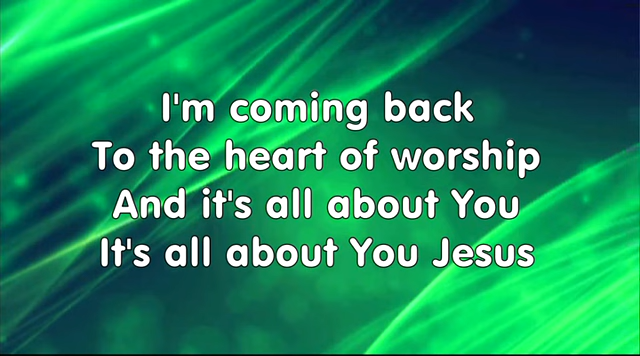 I'm coming back
To the heart of worship
And it's all about You
It's all about You Jesus